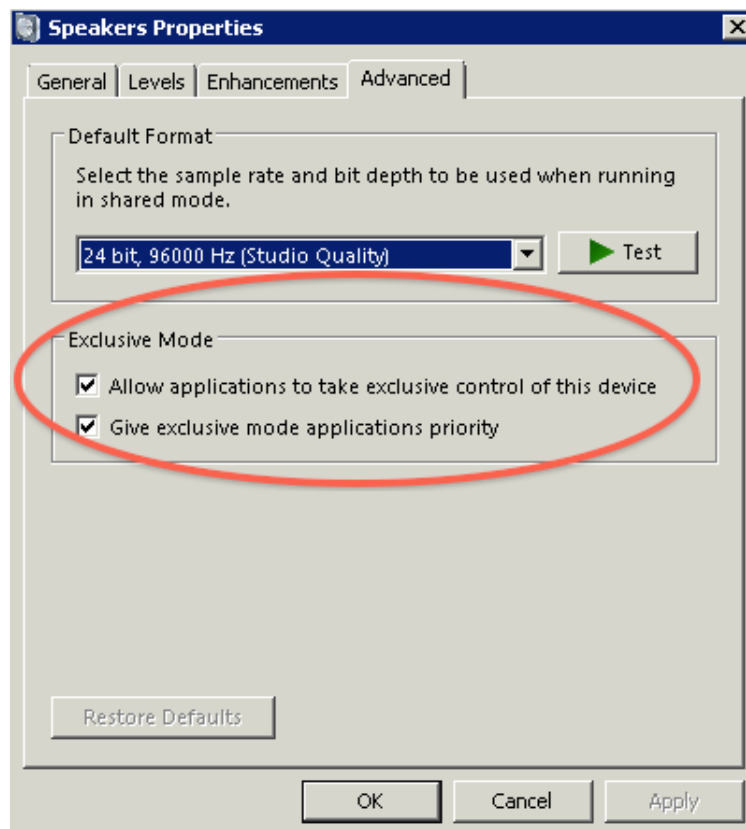 Speakers Properties
General Levels Enhancements Advanced
Default Format
Select the sample rate and bit depth to be used when running
in shared mode.
24 bit, 96000 Hz (Studio Quality) Test
Exclusive Mode
Allow applications to take exclusive control of this device
Give exclusive mode applications priority
Restore Defaults
OK Cancel Apply